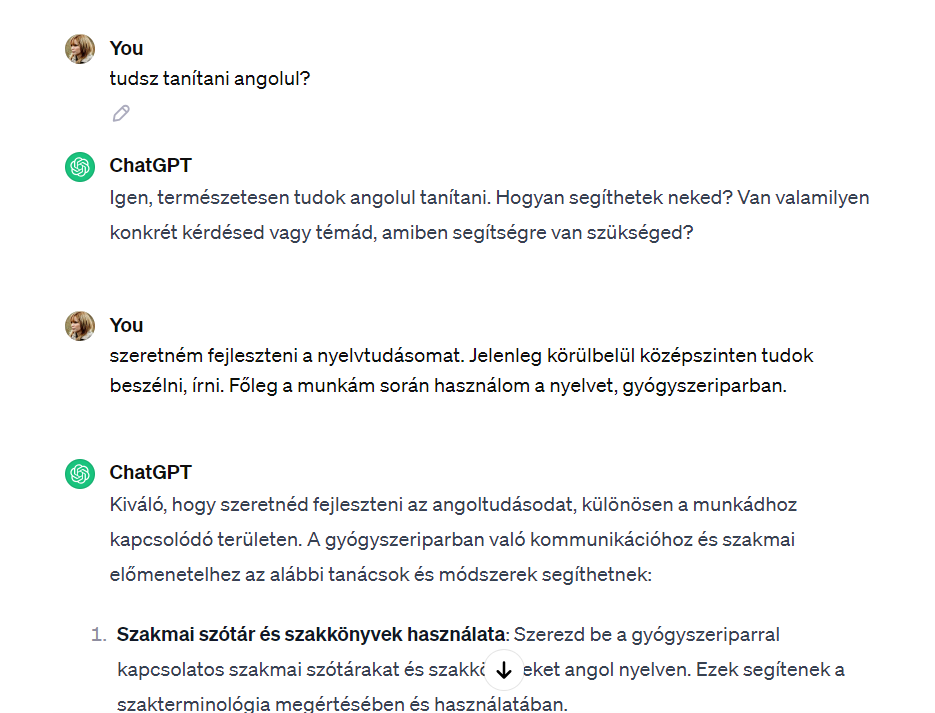 You
tudsz tanítani angolul?
ChatGPT
Igen, természetesen tudok angolul tanítani. Hogyan segíthetek neked? Van valamilyen
konkrét kérdésed vagy témád, amiben segítségre van szükséged?
You
szeretném fejleszteni a nyelvtudásomat. Jelenleg körülbelül középszinten tudok
beszélni, írni. Főleg a munkám során használom a nyelvet, gyógyszeriparban.
ChatGPT
Kiváló, hogy szeretnéd fejleszteni az angoltudásodat, különösen a munkádhoz
kapcsolódó területen. A gyógyszeriparban való kommunikációhoz és szakmai
előmenetelhez az alábbi tanácsok és módszerek segíthetnek:
1. Szakmai szótár és szakkönyvek használata: Szerezd be a gyógyszeriparral
kapcsolatos szakmai szótárakat és angol nyelven. Ezek segítenek a
szakterminológia megértésében és használatában.